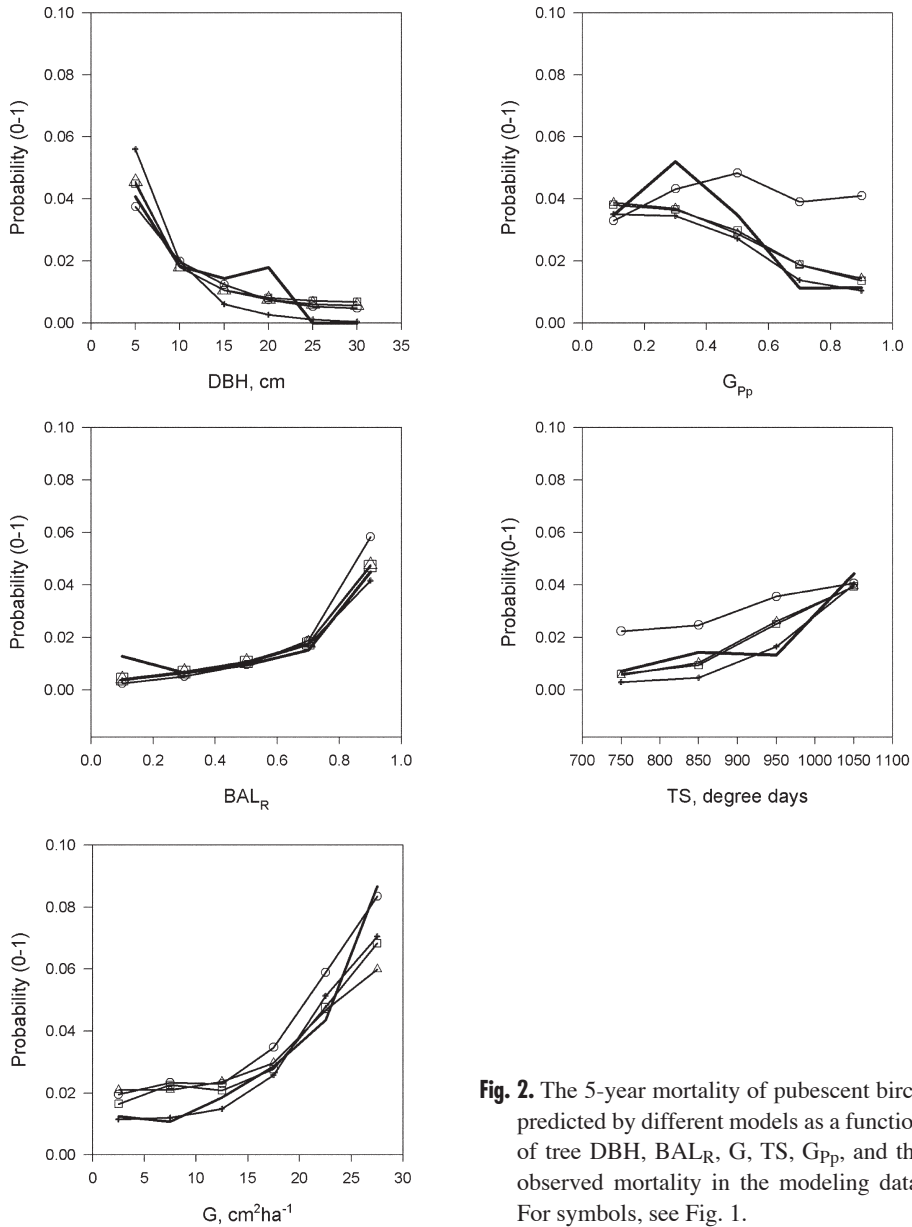 0.10
0.08
0.06
0.04
0.02
0.00
Probability (0-1)
0 5 10 15 20 25 30 35
DBH, cm
0.10
0.08
0.06
0.04
0.02
0.00
Probability (0-1)
0.0 0.2 0.4 0.6 0.8 1.0
G_Pp
0.10
0.08
0.06
0.04
0.02
0.00
Probability (0-1)
0.0 0.2 0.4 0.6 0.8 1.0
BAL_R
0.10
0.08
0.06
0.04
0.02
0.00
Probability(0-1)
700 750 800 850 900 950 1000 1050 1100
TS, degree days
0.10
0.08
0.06
0.04
0.02
0.00
Probability (0-1)
0 5 10 15 20 25 30
G, cm²ha⁻¹
Fig. 2. The 5-year mortality of pubescent birc
predicted by different models as a function
of tree DBH, BAL_R, G, TS, G_Pp, and th
observed mortality in the modeling data
For symbols, see Fig. 1.